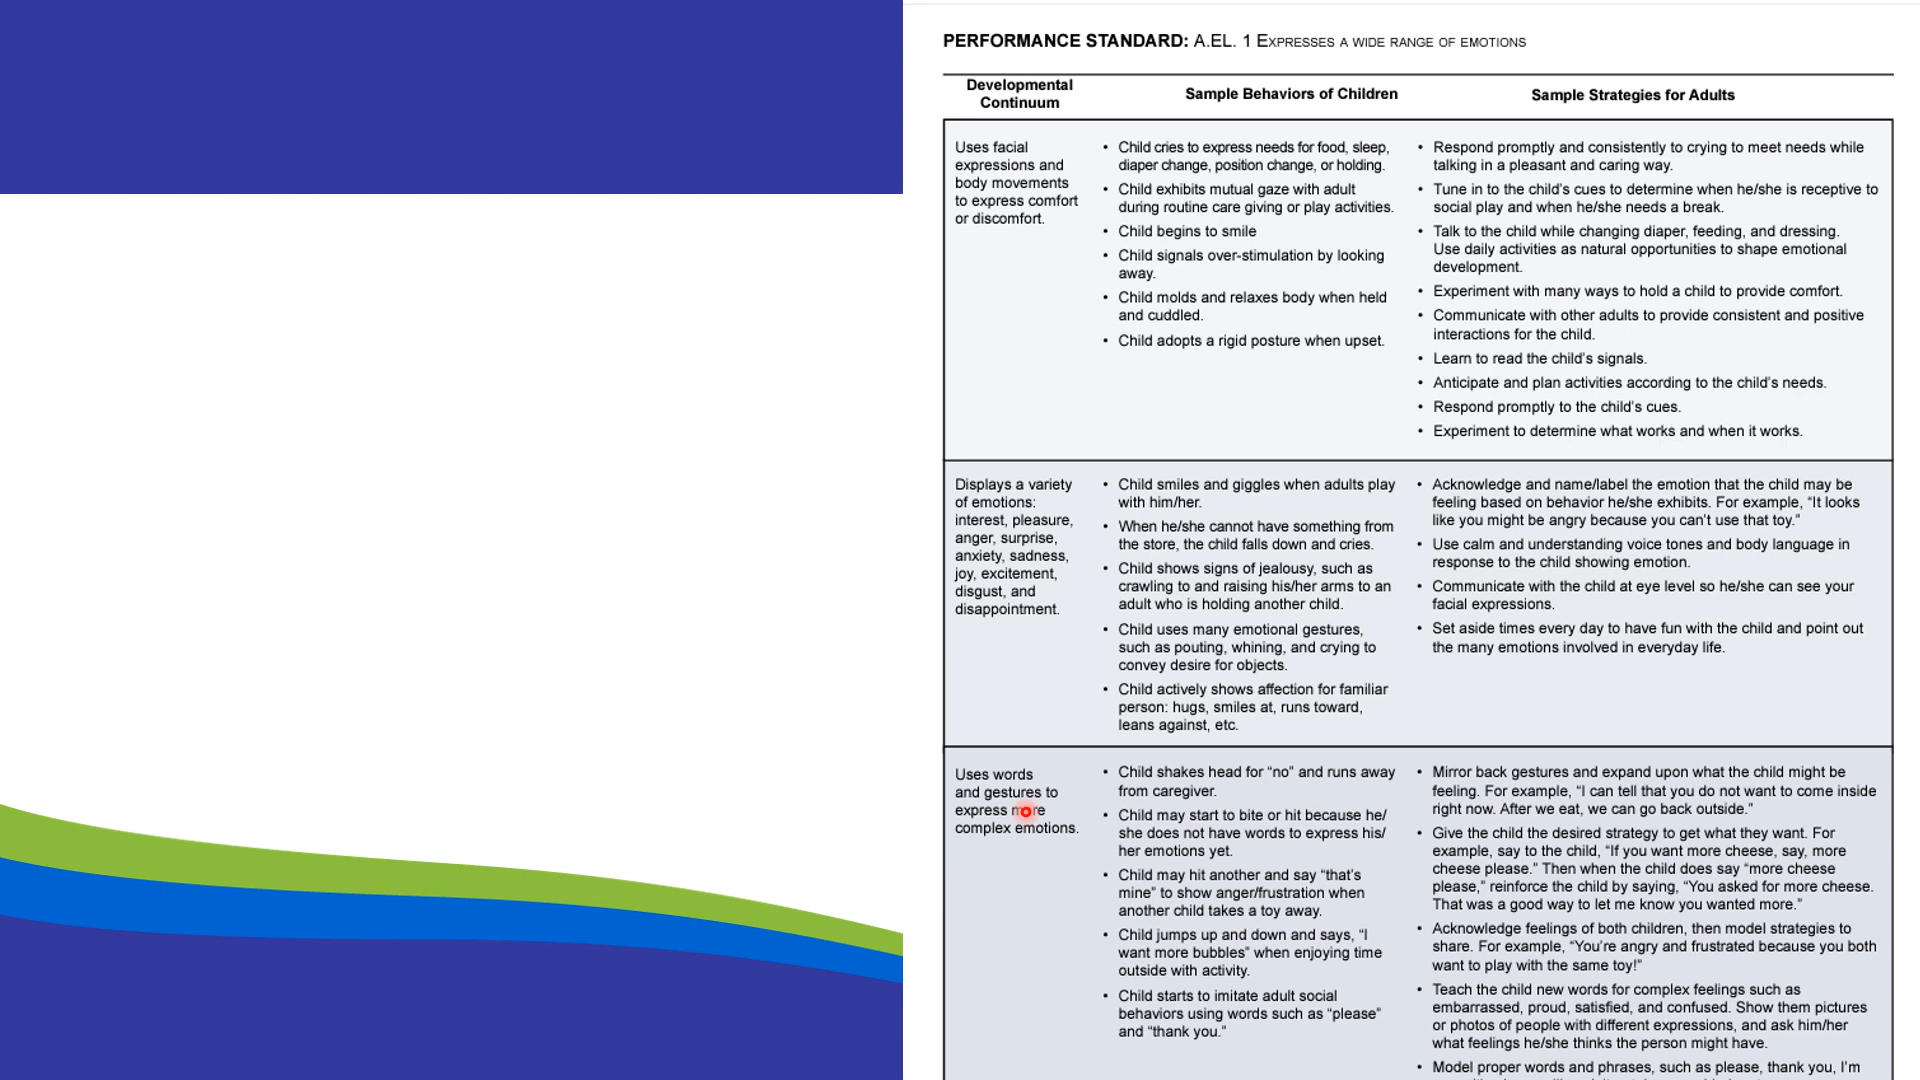 PERFORMANCE STANDARD: A.EL. 1 EXPRESSES A WIDE RANGE OF EMOTIONS
Developmental
Continuum
Sample Behaviors of Children
Sample Strategies for Adults
Uses facial
expressions and
body movements
to express comfort
or discomfort.
• Child cries to express needs for food, sleep,
diaper change, position change, or holding.
• Child exhibits mutual gaze with adult
during routine care giving or play activities.
• Child begins to smile
• Child signals over-stimulation by looking
away.
• Child molds and relaxes body when held
and cuddled.
• Child adopts a rigid posture when upset.
• Respond promptly and consistently to crying to meet needs while
talking in a pleasant and caring way.
• Tune in to the child’s cues to determine when he/she is receptive to
social play and when he/she needs a break.
• Talk to the child while changing diaper, feeding, and dressing.
Use daily activities as natural opportunities to shape emotional
development.
• Experiment with many ways to hold a child to provide comfort.
• Communicate with other adults to provide consistent and positive
interactions for the child.
• Learn to read the child’s signals.
• Anticipate and plan activities according to the child’s needs.
• Respond promptly to the child’s cues.
• Experiment to determine what works and when it works.
Displays a variety
of emotions:
interest, pleasure,
anger, surprise,
anxiety, sadness,
joy, excitement,
disgust, and
disappointment.
• Child smiles and giggles when adults play
with him/her.
• When he/she cannot have something from
the store, the child falls down and cries.
• Child shows signs of jealousy, such as
crawling to and raising his/her arms to an
adult who is holding another child.
• Child uses many emotional gestures,
such as pouting, whining, and crying to
convey desire for objects.
• Child actively shows affection for familiar
person: hugs, smiles at, runs toward,
leans against, etc.
• Acknowledge and name/label the emotion that the child may be
feeling based on behavior he/she exhibits. For example, “It looks
like you might be angry because you can’t use that toy.”
• Use calm and understanding voice tones and body language in
response to the child showing emotion.
• Communicate with the child at eye level so he/she can see your
facial expressions.
• Set aside times every day to have fun with the child and point out
the many emotions involved in everyday life.
Uses words
and gestures to
express more
complex emotions.
• Child shakes head for “no” and runs away
from caregiver.
• Child may start to bite or hit because he/
she does not have words to express his/
her emotions yet.
• Child may hit another and say “that’s
mine” to show anger/frustration when
another child takes a toy away.
• Child jumps up and down and says, “I
want more bubbles” when enjoying time
outside with activity.
• Child starts to imitate adult social
behaviors using words such as “please”
and “thank you.”
• Mirror back gestures and expand upon what the child might be
feeling. For example, “I can tell that you do not want to come inside
right now. After we eat, we can go back outside.”
• Give the child the desired strategy to get what they want. For
example, say to the child, “If you want more cheese, say, more
cheese please.” Then when the child does say “more cheese
please,” reinforce the child by saying, “You asked for more cheese.
That was a good way to let me know you wanted more.”
• Acknowledge feelings of both children, then model strategies to
share. For example, “You’re angry and frustrated because you both
want to play with the same toy!”
• Teach the child new words for complex feelings such as
embarrassed, proud, satisfied, and confused. Show them pictures
or photos of people with different expressions, and ask him/her
what feelings he/she thinks the person might have.
• Model proper words and phrases, such as please, thank you, I’m